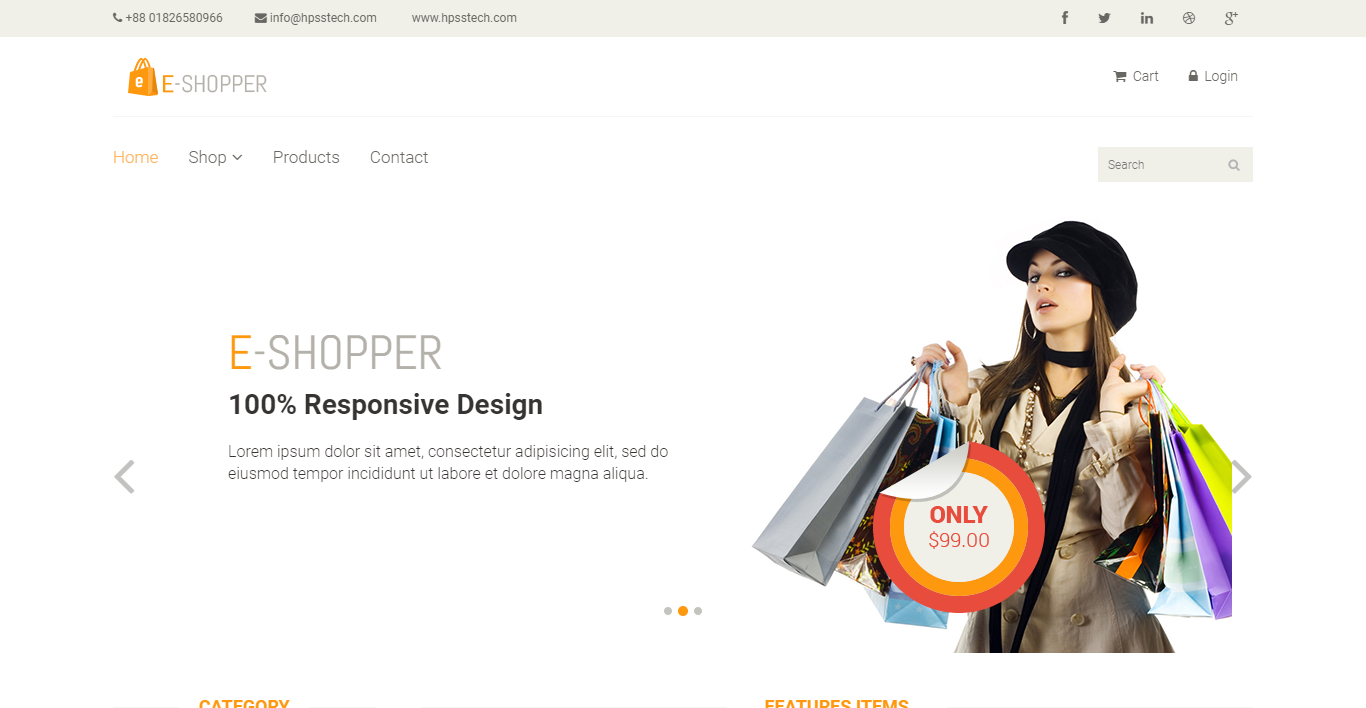 +88 01826580966 info@hpsstech.com www.hpsstech.com
e E-SHOPPER
Cart Login
Home Shop Products Contact
Search
E-SHOPPER
100% Responsive Design
Lorem ipsum dolor sit amet, consectetur adipisicing elit, sed do
eiusmod tempor incididunt ut labore et dolore magna aliqua.
ONLY
$99.00
CATEGORY FEATURES ITEMS